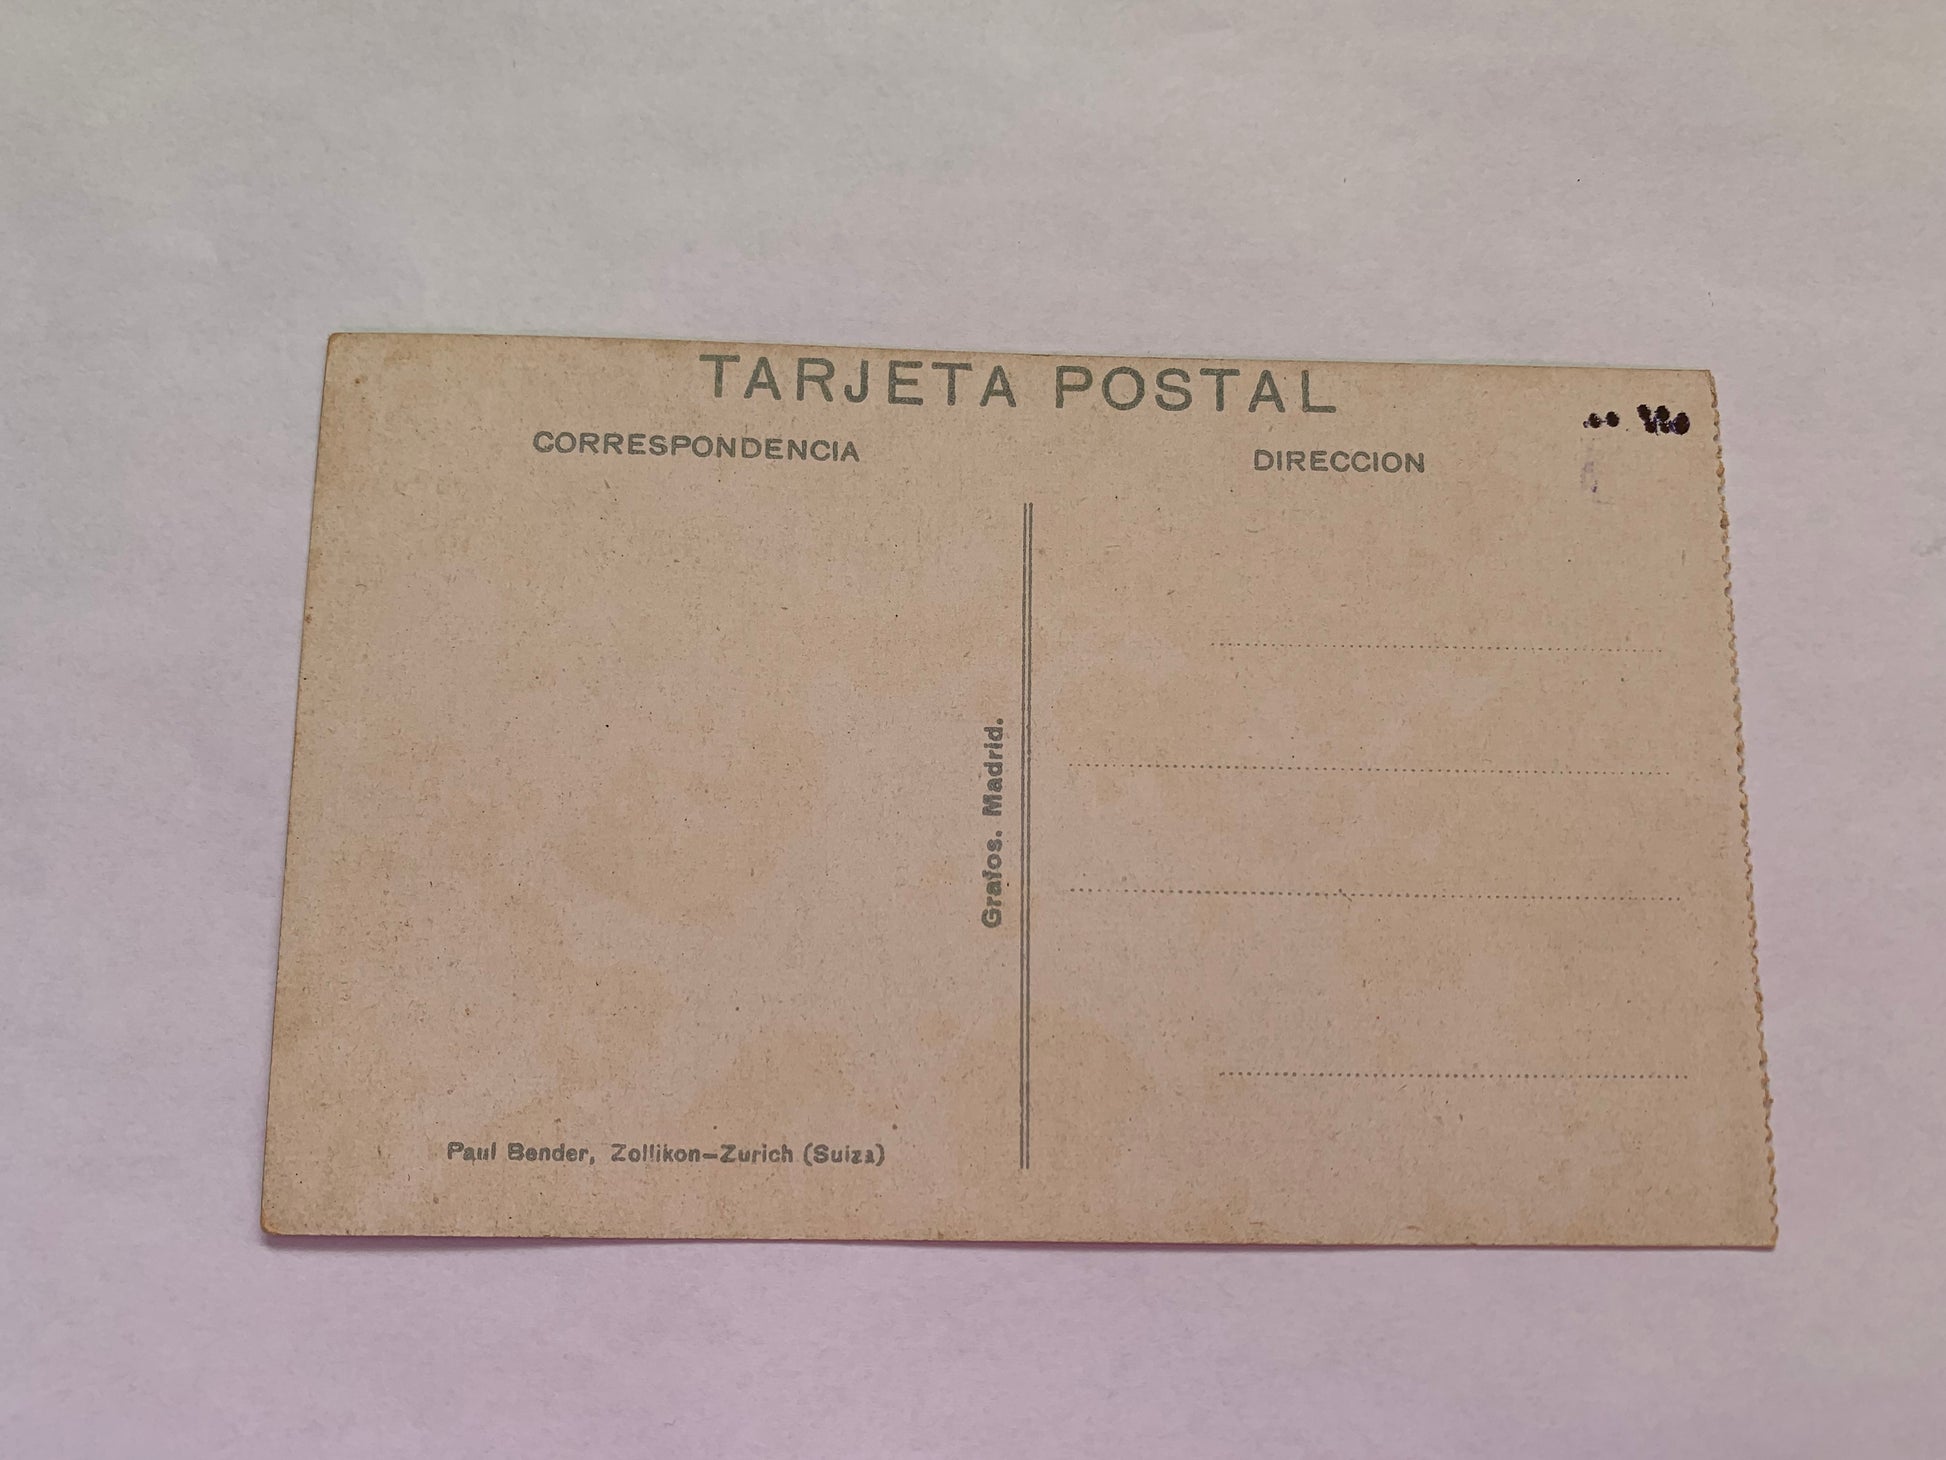 TARJETA POSTAL
CORRESPONDENCIA
DIRECCION
Grafos. Madrid.
Paul Bender, Zollikon-Zurich (Suiza)